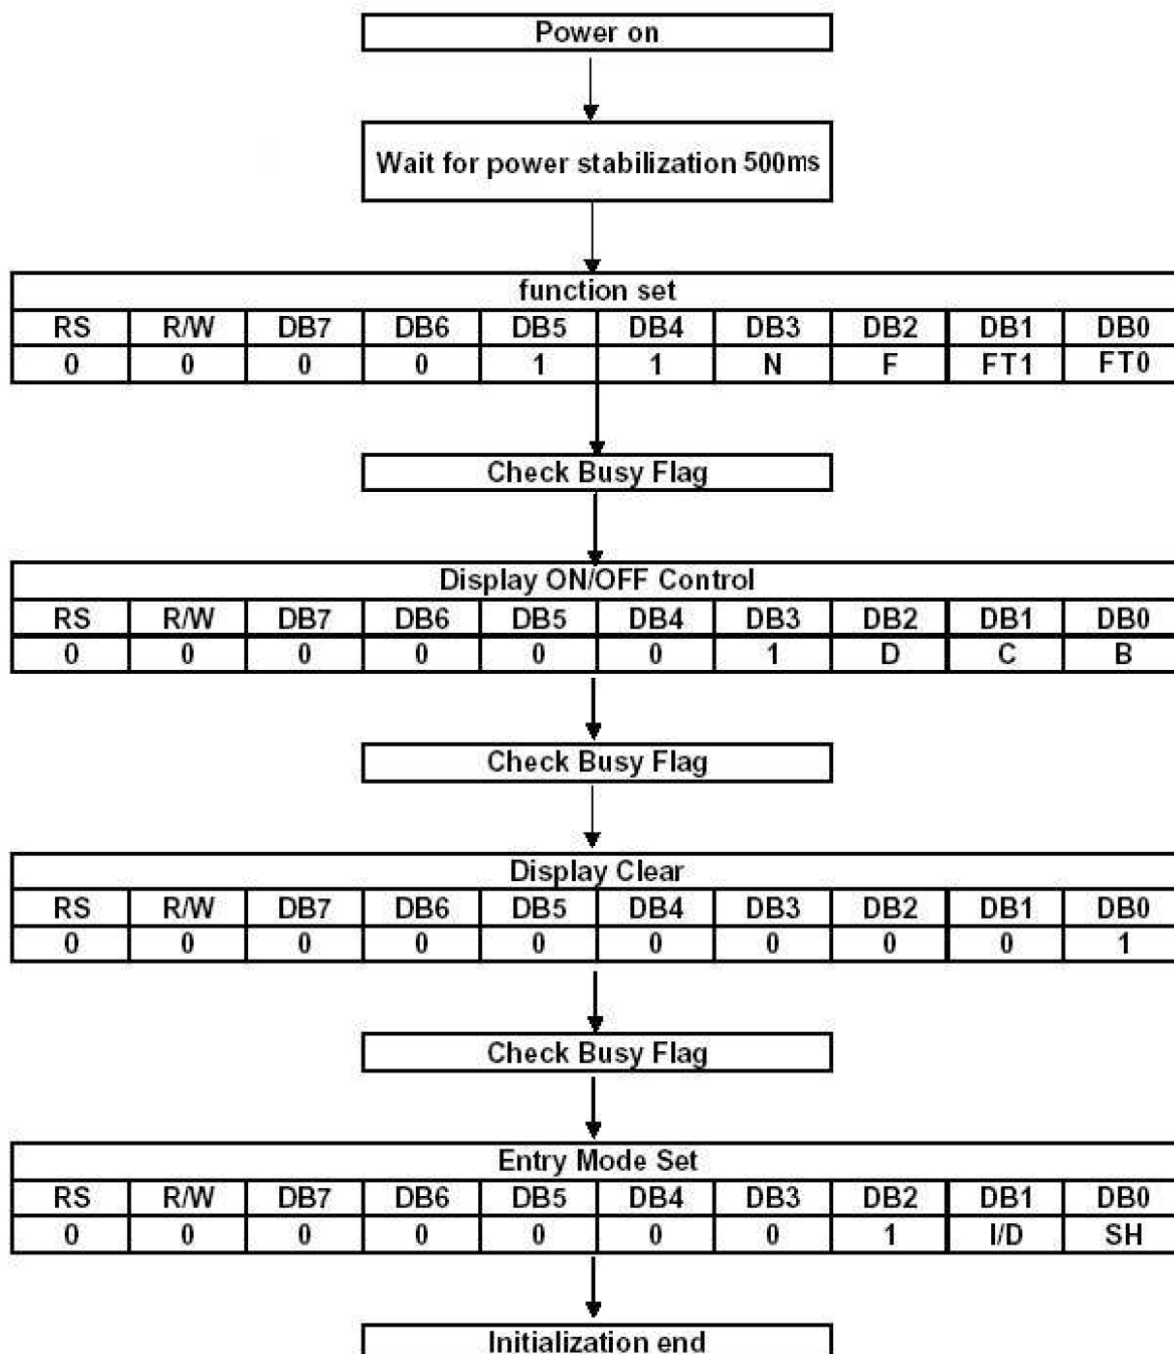 Power on
Wait for power stabilization 500ms
function set
RS R/W DB7 DB6 DB5 DB4 DB3 DB2 DB1 DB0
0 0 0 0 1 1 N F FT1 FT0
Check Busy Flag
Display ON/OFF Control
RS R/W DB7 DB6 DB5 DB4 DB3 DB2 DB1 DB0
0 0 0 0 0 0 1 D C B
Check Busy Flag
Display Clear
RS R/W DB7 DB6 DB5 DB4 DB3 DB2 DB1 DB0
0 0 0 0 0 0 0 0 0 1
Check Busy Flag
Entry Mode Set
RS R/W DB7 DB6 DB5 DB4 DB3 DB2 DB1 DB0
0 0 0 0 0 0 0 1 I/D SH
Initialization end